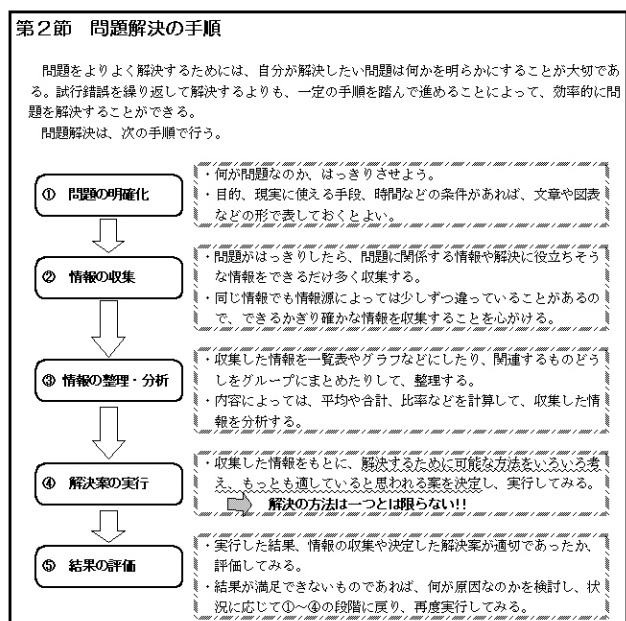 第2節　問題解決の手順
問題をよりよく解決するためには、自分が解決したい問題は何かを明らかにすることが大切であ
る。試行錯誤を繰り返して解決するよりも、一定の手順を踏んで進めることによって、効率的に問
題を解決することができる。
問題解決は、次の手順で行う。
① 問題の明確化
・何が問題なのか、はっきりさせよう。
・目的、現実に使える手段、時間などの条件があれば、文章や図表
などの形で表しておくとよい。
② 情報の収集
・問題がはっきりしたら、問題に関係する情報や解決に役立ちそう
な情報をできるだけ多く収集する。
・同じ情報でも情報源によっては少しずつ違っていることがあるの
で、できるかぎり確かな情報を収集することを心がける。
③ 情報の整理・分析
・収集した情報を一覧表やグラフなどにしたり、関連するものどう
しをグループにまとめたりして、整理する。
・内容によっては、平均や合計、比率などを計算して、収集した情
報を分析する。
④ 解決案の実行
・収集した情報をもとに、解決するために可能な方法をいろいろ考
え、もっとも適していると思われる案を決定し、実行してみる。
解決の方法は一つとは限らない!!
⑤ 結果の評価
・実行した結果、情報の収集や決定した解決案が適切であったか、
評価してみる。
・結果が満足できないものであれば、何が原因なのかを検討し、状
況に応じて①～④の段階に戻り、再度実行してみる。